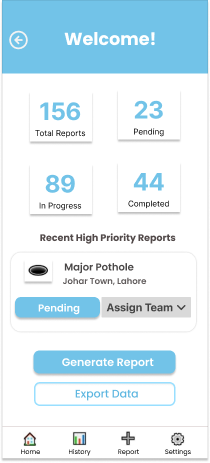 Welcome!
156
Total Reports
23
Pending
89
In Progress
44
Completed
Recent High Priority Reports
Major Pothole
Johar Town, Lahore
Pending
Assign Team
Generate Report
Export Data
Home
History
Report
Settings